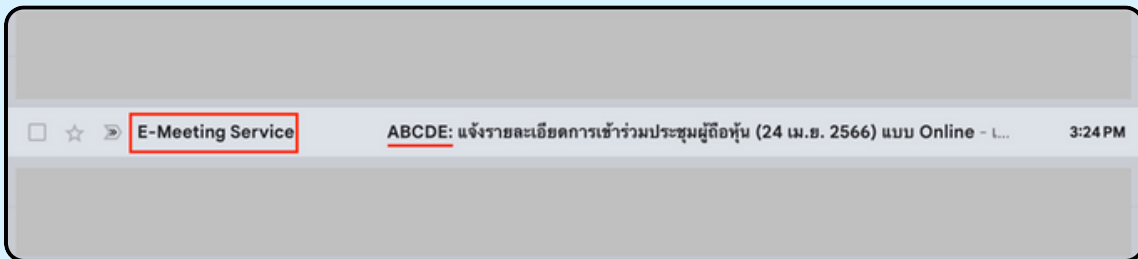 E-Meeting Service ABCDE: แจ้งรายละเอียดการเข้าร่วมประชุมผู้ถือหุ้น (24 เม.ย. 2566) แบบ Online - เ... 3:24 PM